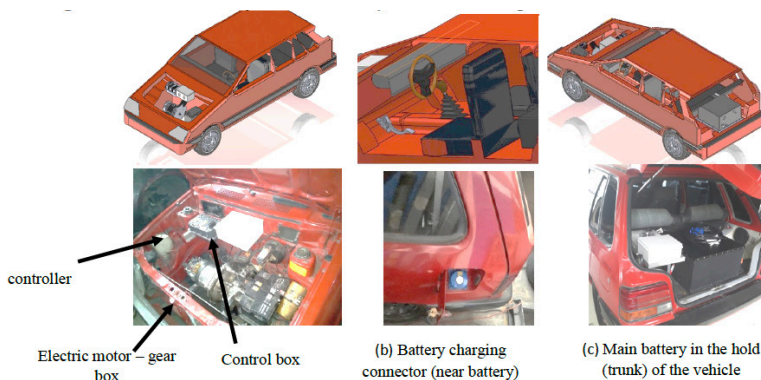 controller
Electric motor – gear
box
Control box
(b) Battery charging
connector (near battery)
(c) Main battery in the hold
(trunk) of the vehicle